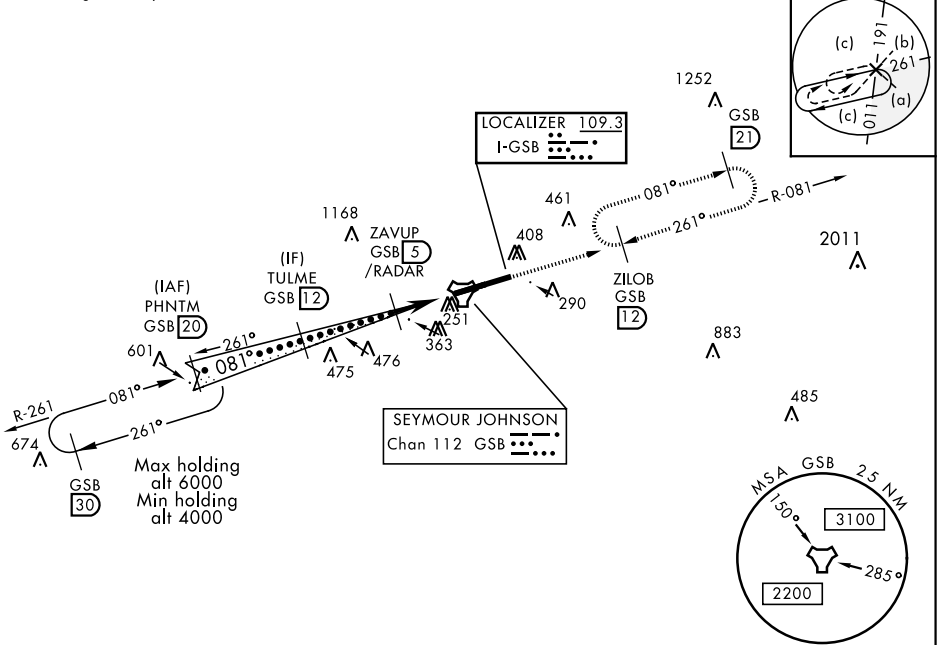 191
(c)
(b)
261
(a)
(c)
011
1252
GSB
21
LOCALIZER 109.3
I-GSB
081°
R-081
261°
461
408
1168
ZAVUP
GSB 5
/RADAR
2011
(IF)
TULME
GSB 12
ZILOB
GSB
12
290
(IAF)
PHNTM
GSB 20
251
363
261°
081°
601
476
475
883
R-261
081°
261°
674
485
SEYMOUR JOHNSON
Chan 112 GSB
GSB
30
Max holding
alt 6000
Min holding
alt 4000
MSA GSB 25 NM
150°
3100
285°
2200